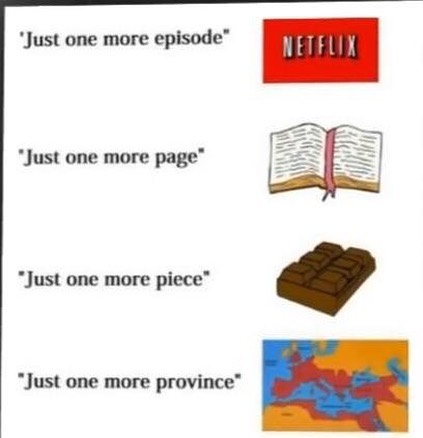 "Just one more episode"
NETFLIX
"Just one more page"
"Just one more piece"
"Just one more province"